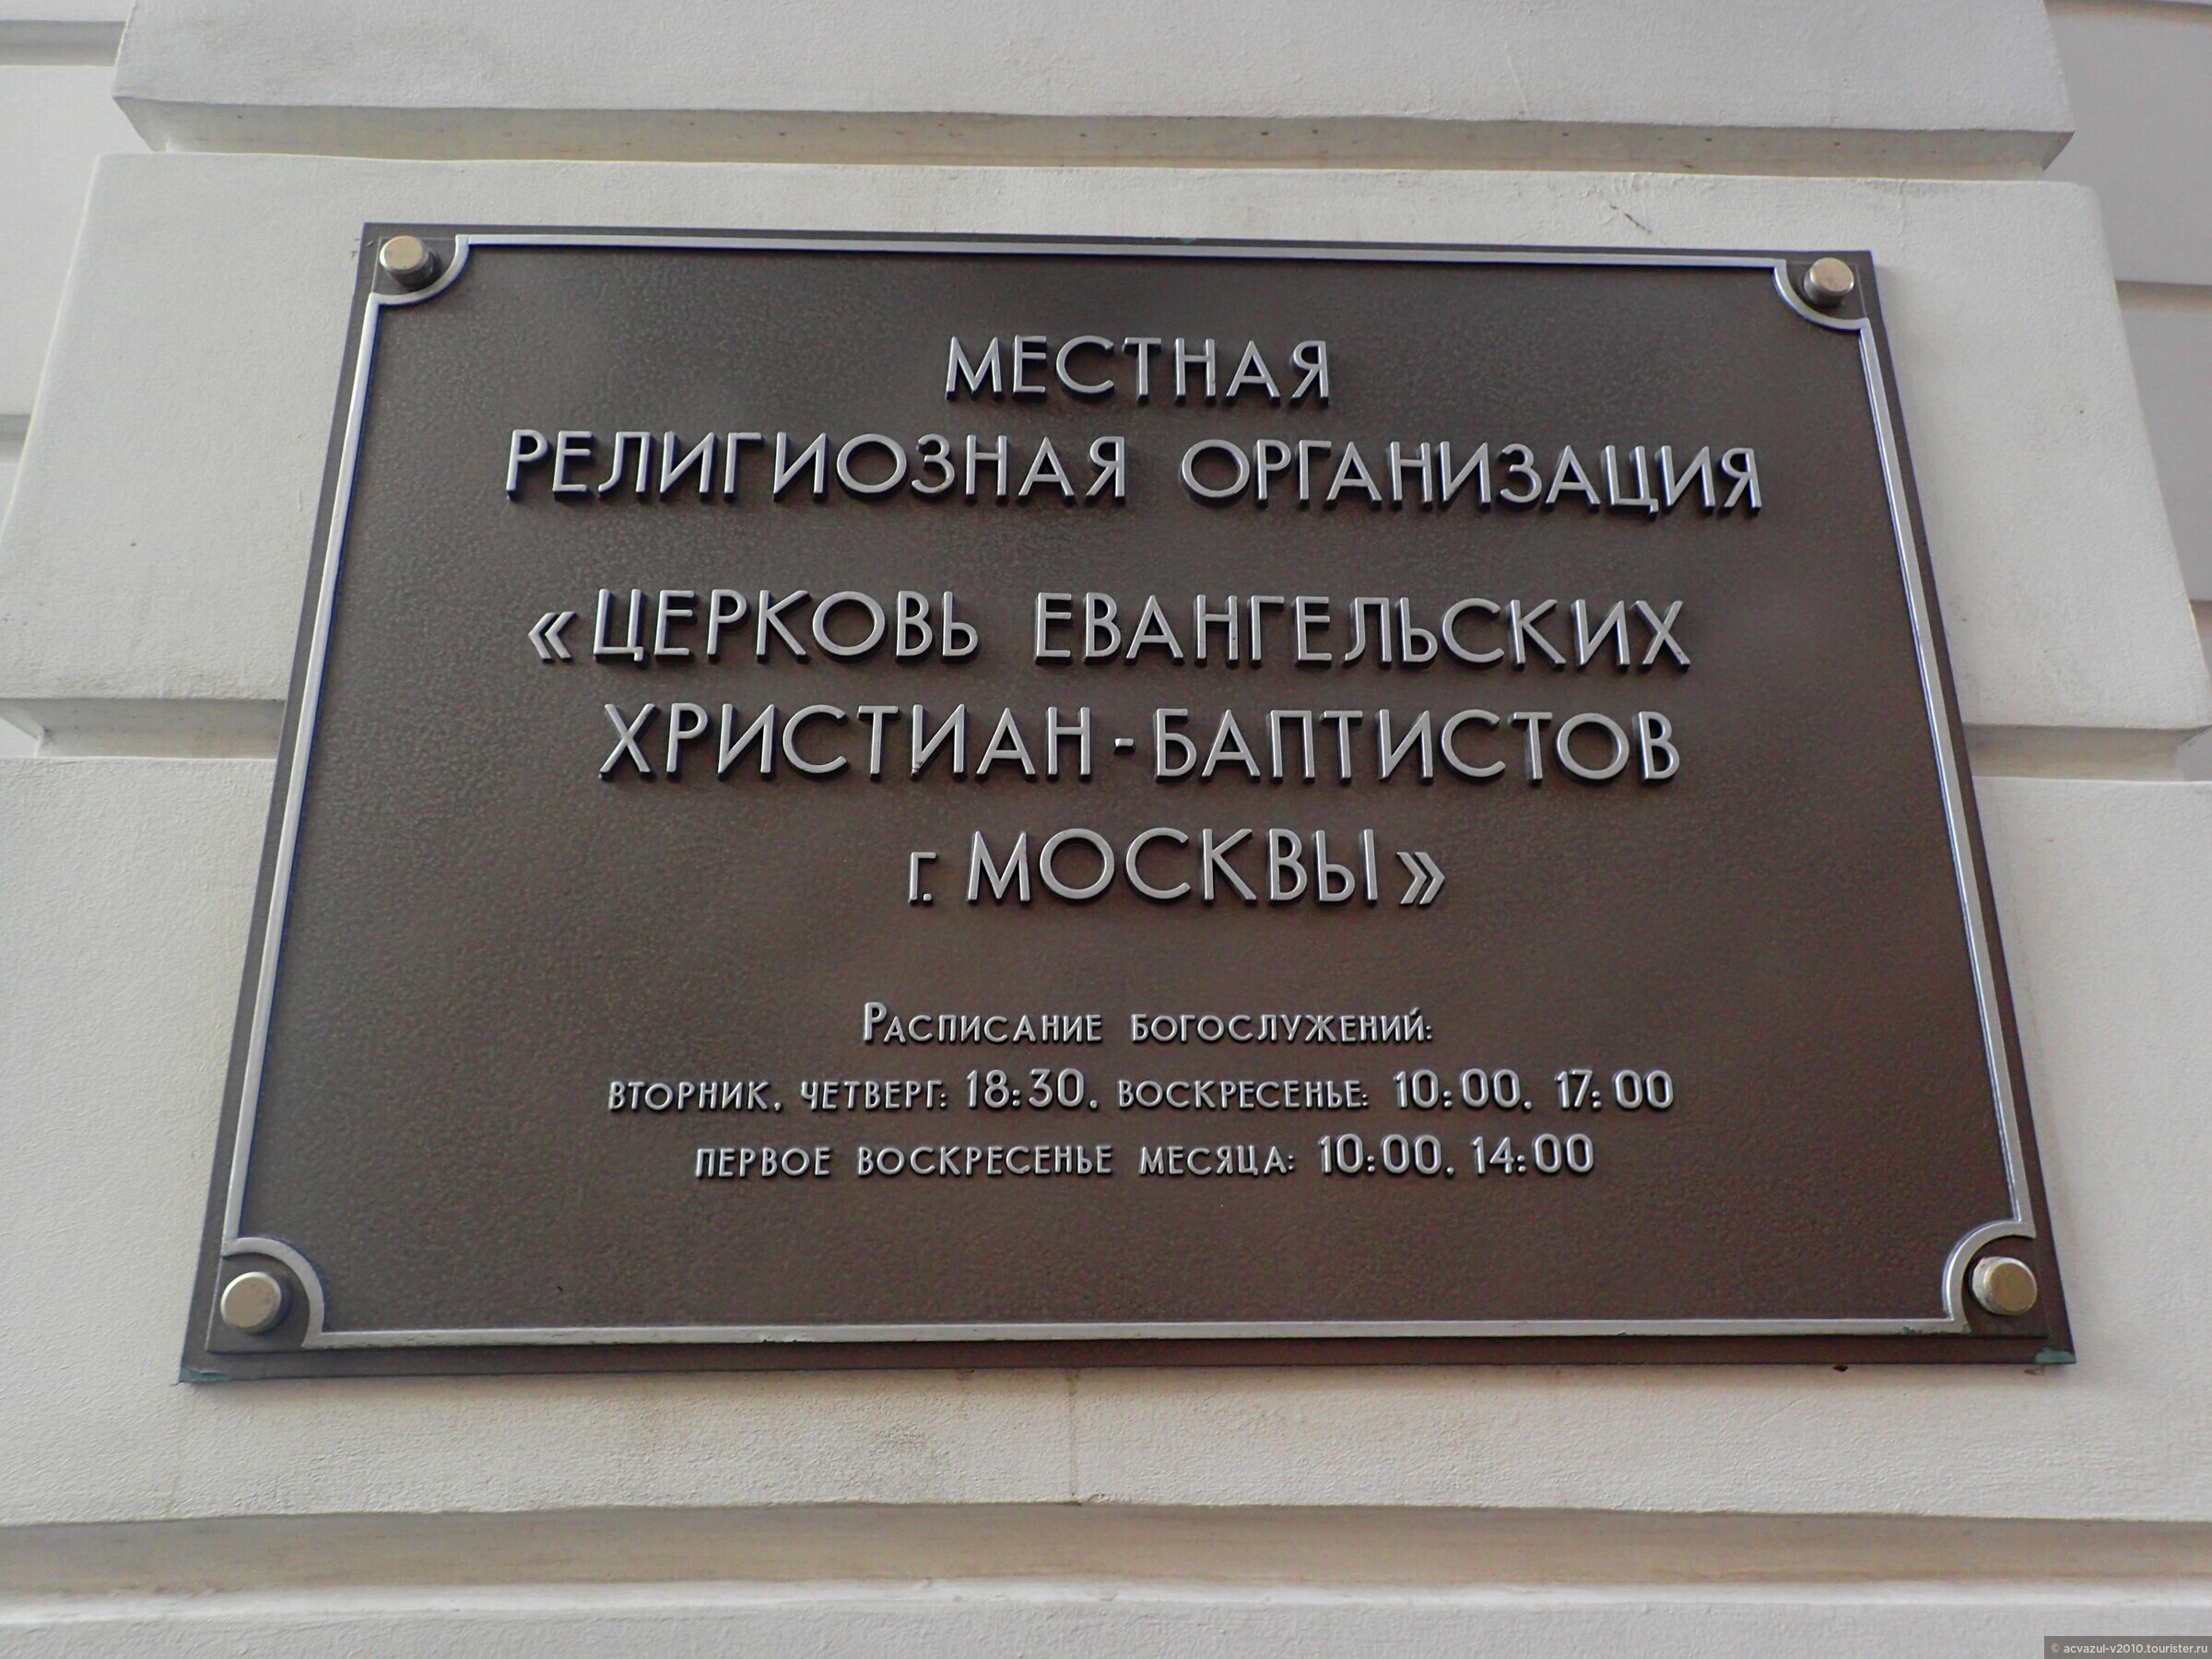 МЕСТНАЯ
РЕЛИГИОЗНАЯ ОРГАНИЗАЦИЯ
«ЦЕРКОВЬ ЕВАНГЕЛЬСКИХ
ХРИСТИАН-БАПТИСТОВ
г. МОСКВЫ»
Расписание богослужений:
вторник, четверг: 18:30, воскресенье: 10:00, 17:00
первое воскресенье месяца: 10:00, 14:00
© acvazul-v2010.tourister.ru